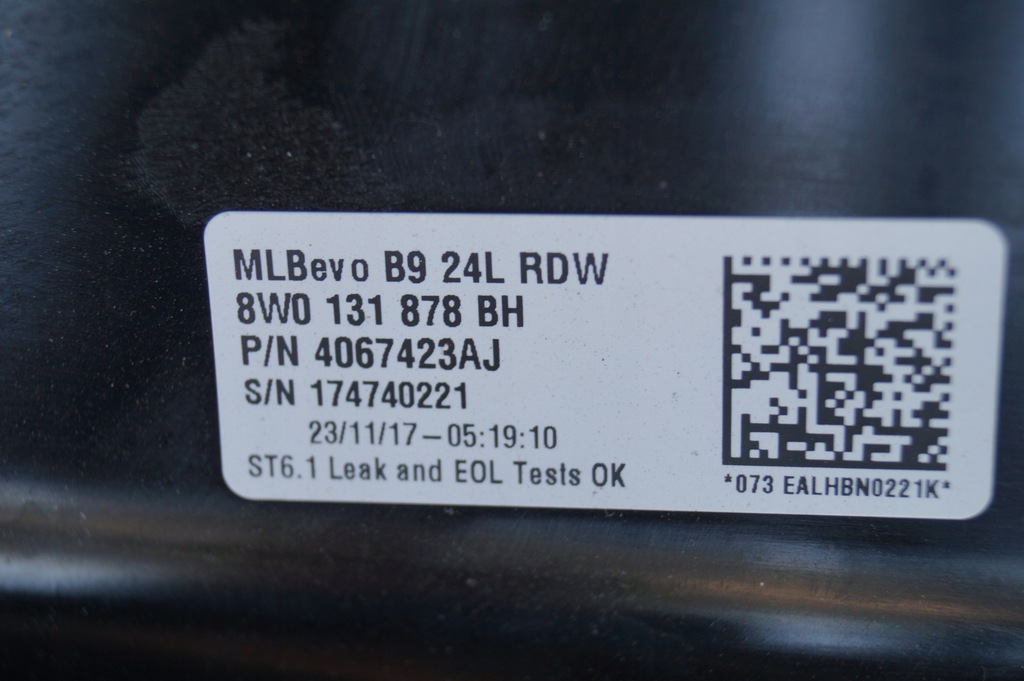 MLBevo B9 24L RDW
8W0 131 878 BH
P/N 4067423AJ
S/N 174740221
23/11/17-05:19:10
ST6.1 Leak and EOL Tests OK
*073 EALHBN0221K*